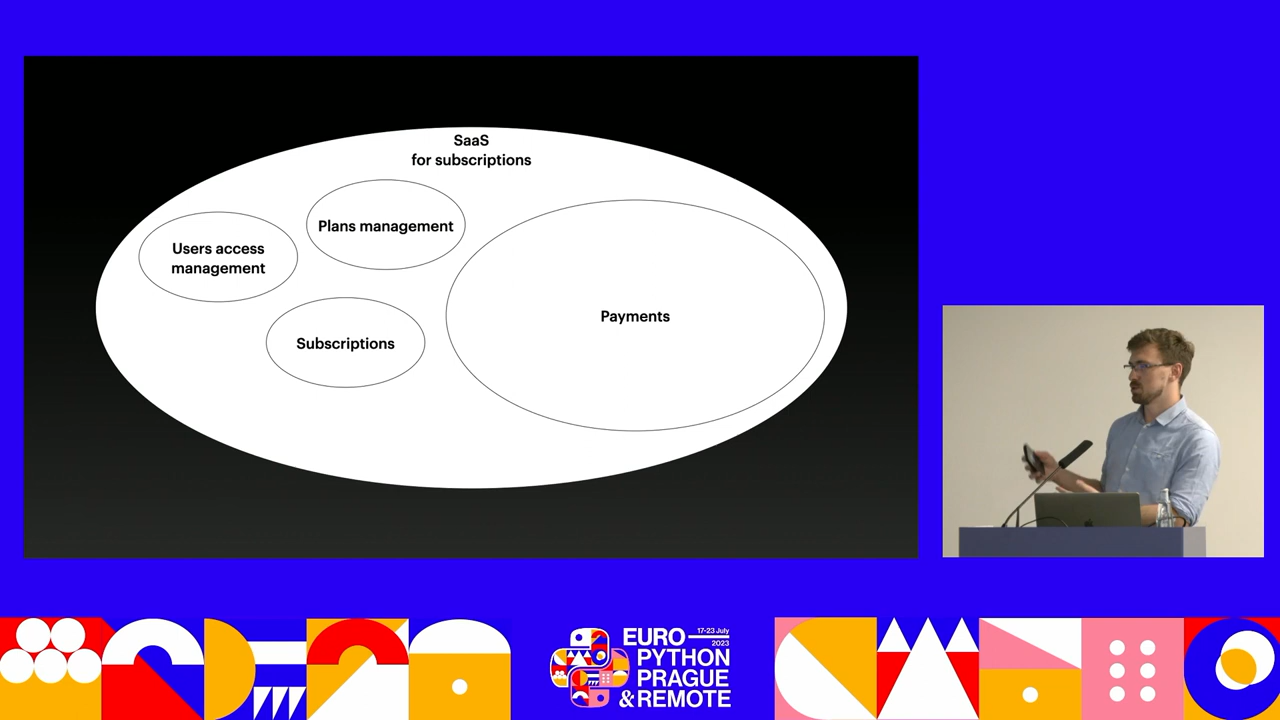 SaaS
for subscriptions
Plans management
Users access
management
Payments
Subscriptions
EURO
17-23 July
2023
PYTHON
PRAGUE
& REMOTE